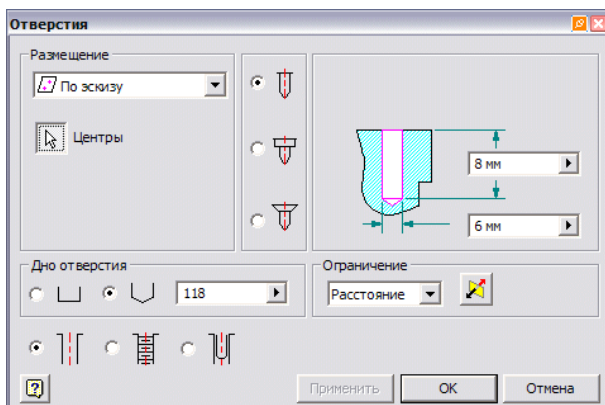 Отверстия
Размещение
По эскизу
Центры
8 мм
6 мм
Дно отверстия
118
Ограничение
Расстояние
?
Применить
OK
Отмена